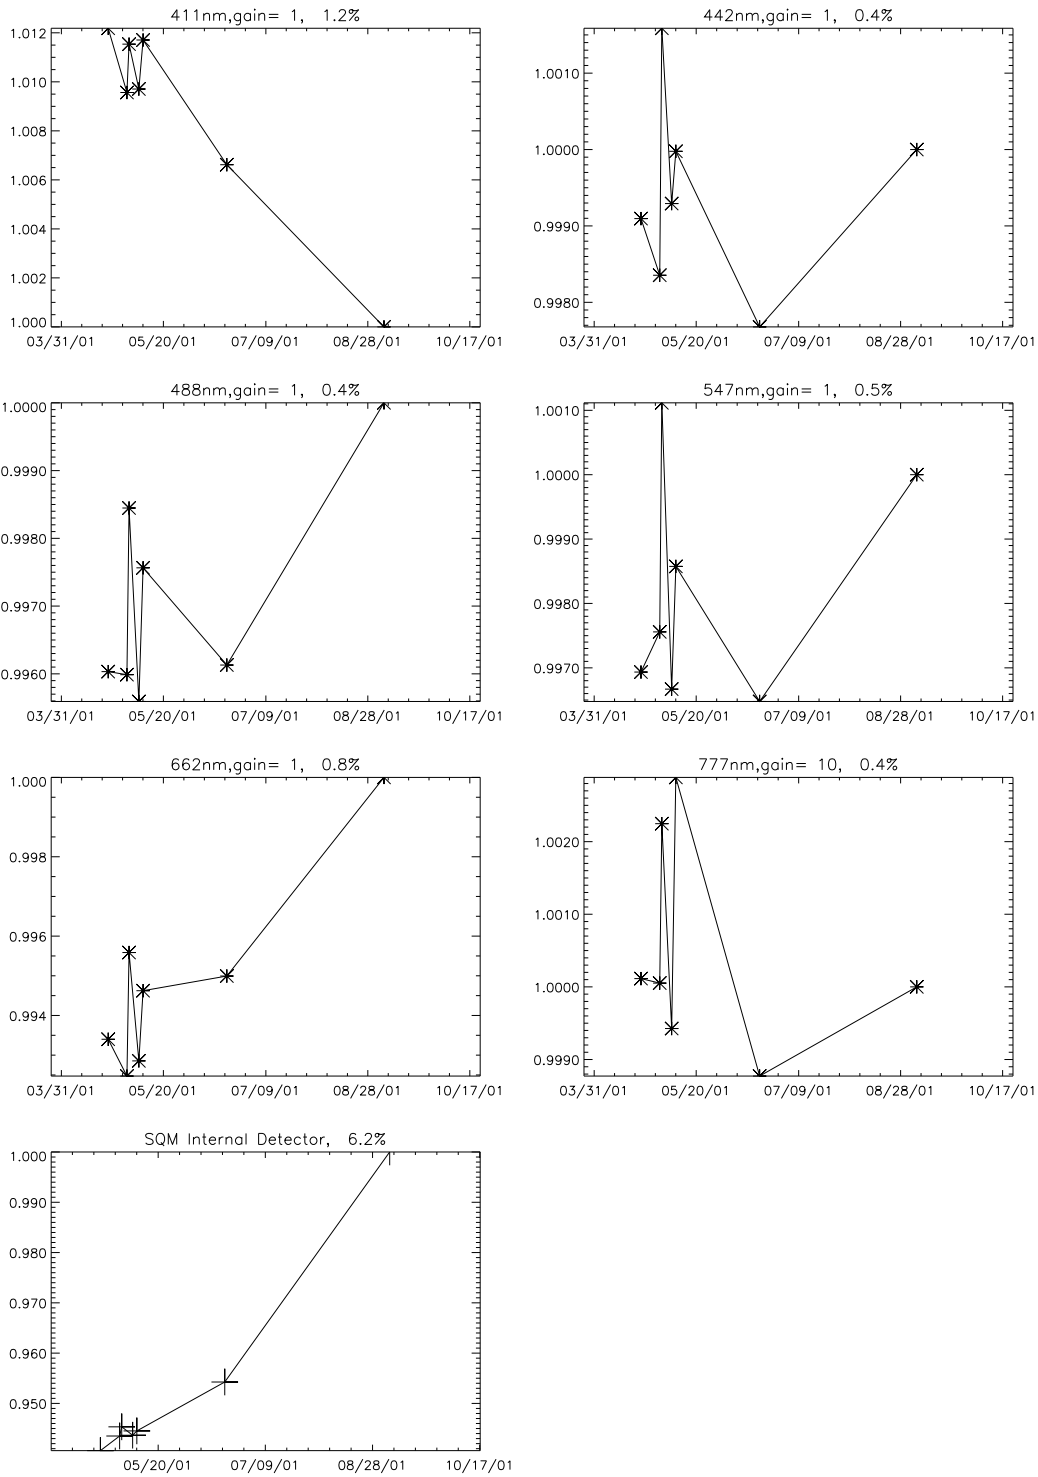 411nm,gain= 1, 1.2%
1.012
1.010
1.008
1.006
1.004
1.002
1.000
03/31/01 05/20/01 07/09/01 08/28/01 10/17/01
442nm,gain= 1, 0.4%
1.0010
1.0000
0.9990
0.9980
03/31/01 05/20/01 07/09/01 08/28/01 10/17/01
488nm,gain= 1, 0.4%
1.0000
0.9990
0.9980
0.9970
0.9960
03/31/01 05/20/01 07/09/01 08/28/01 10/17/01
547nm,gain= 1, 0.5%
1.0010
1.0000
0.9990
0.9980
0.9970
03/31/01 05/20/01 07/09/01 08/28/01 10/17/01
662nm,gain= 1, 0.8%
1.000
0.998
0.996
0.994
03/31/01 05/20/01 07/09/01 08/28/01 10/17/01
777nm,gain= 10, 0.4%
1.0020
1.0010
1.0000
0.9990
03/31/01 05/20/01 07/09/01 08/28/01 10/17/01
SQM Internal Detector, 6.2%
1.000
0.990
0.980
0.970
0.960
0.950
05/20/01 07/09/01 08/28/01 10/17/01